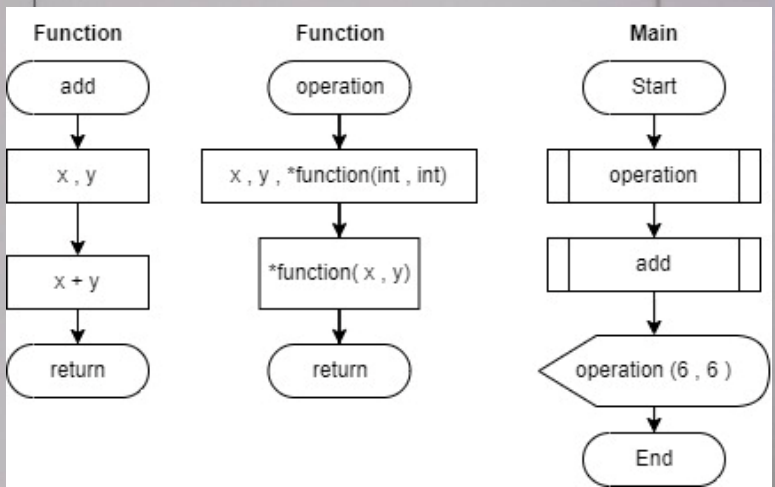 Function
add
x , y
x + y
return
Function
operation
x , y , *function(int , int)
*function( x , y)
return
Main
Start
operation
add
operation (6 , 6 )
End